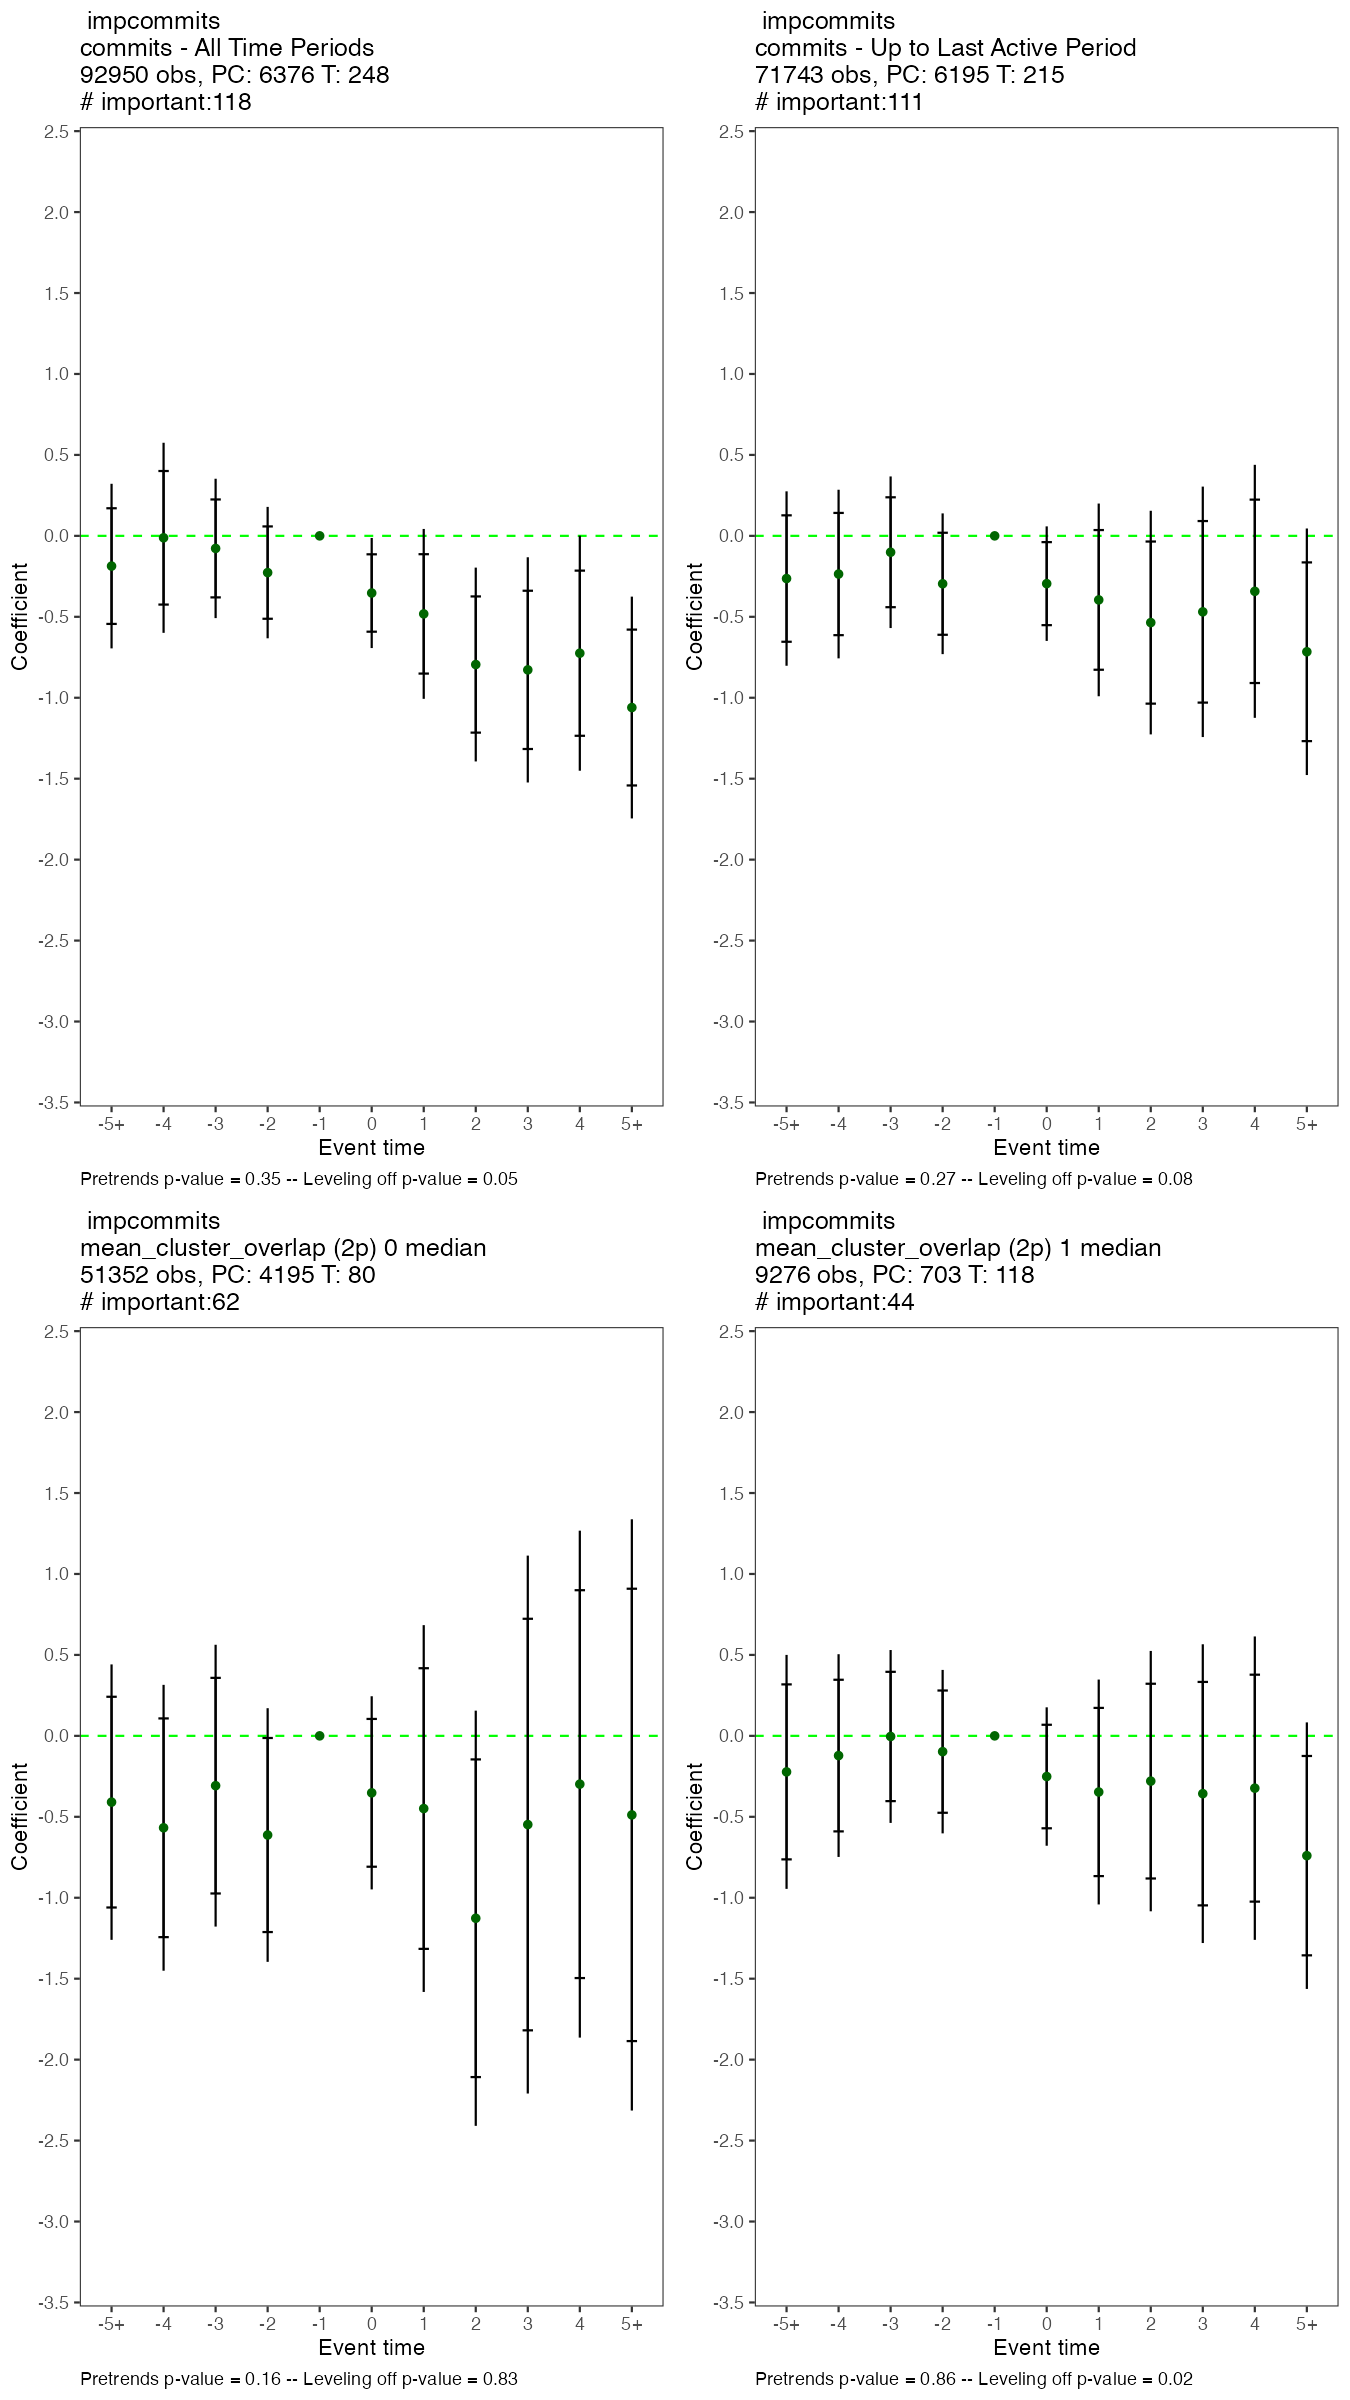 impcommits
commits - All Time Periods
92950 obs, PC: 6376 T: 248
# important:118
2.5
2.0
1.5
1.0
0.5
0.0
-0.5
-1.0
-1.5
-2.0
-2.5
-3.0
-3.5
Coefficient
-5+ -4 -3 -2 -1 0 1 2 3 4 5+
Event time
Pretrends p-value = 0.35 -- Leveling off p-value = 0.05
impcommits
commits - Up to Last Active Period
71743 obs, PC: 6195 T: 215
# important:111
2.5
2.0
1.5
1.0
0.5
0.0
-0.5
-1.0
-1.5
-2.0
-2.5
-3.0
-3.5
Coefficient
-5+ -4 -3 -2 -1 0 1 2 3 4 5+
Event time
Pretrends p-value = 0.27 -- Leveling off p-value = 0.08
impcommits
mean_cluster_overlap (2p) 0 median
51352 obs, PC: 4195 T: 80
# important:62
2.5
2.0
1.5
1.0
0.5
0.0
-0.5
-1.0
-1.5
-2.0
-2.5
-3.0
-3.5
Coefficient
-5+ -4 -3 -2 -1 0 1 2 3 4 5+
Event time
Pretrends p-value = 0.16 -- Leveling off p-value = 0.83
impcommits
mean_cluster_overlap (2p) 1 median
9276 obs, PC: 703 T: 118
# important:44
2.5
2.0
1.5
1.0
0.5
0.0
-0.5
-1.0
-1.5
-2.0
-2.5
-3.0
-3.5
Coefficient
-5+ -4 -3 -2 -1 0 1 2 3 4 5+
Event time
Pretrends p-value = 0.86 -- Leveling off p-value = 0.02